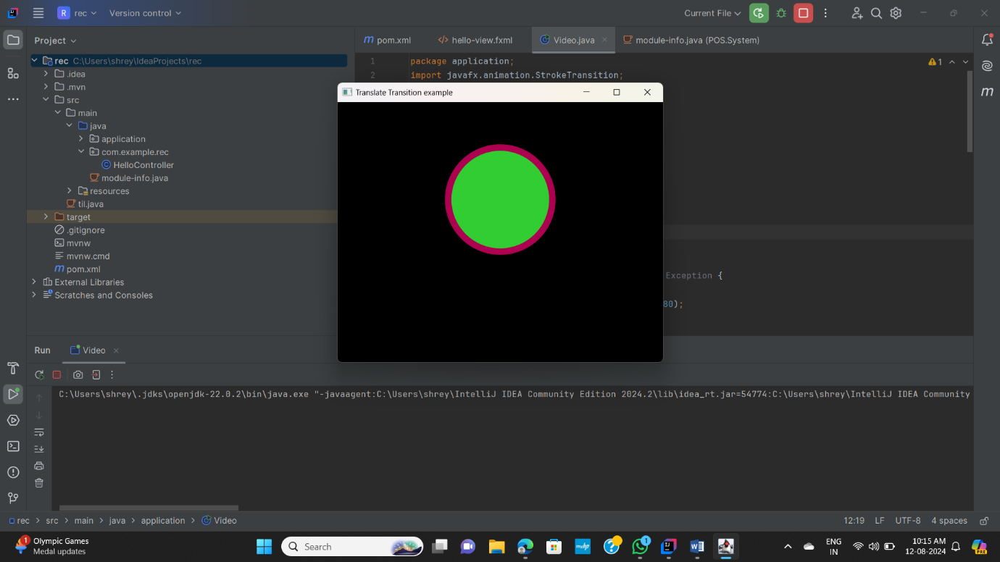 R rec Version control Current File
Project
pom.xml hello-view.fxml Video.java module-info.java (POS.System)
rec C:\Users\shrey\IdeaProjects\rec
1 package application;
1
.idea
2 import javafx.animation.StrokeTransition;
.mvn
Translate Transition example
src
main
java
application
com.example.rec
HelloController
module-info.java
resources
til.java
target
.gitignore
mvnw
mvnw.cmd
pom.xml
Exception {
External Libraries
Scratches and Consoles
80);
Run Video
C:\Users\shrey\.jdks\openjdk-22.0.2\bin\java.exe "-javaagent:C:\Users\shrey\IntelliJ IDEA Community Edition 2024.2\lib\idea_rt.jar=54774:C:\Users\shrey\IntelliJ IDEA Community
rec > src > main > java > application > Video 12:19 LF UTF-8 4 spaces
1 Olympic Games
Medal updates
Search
mvhp
1
ENG
IN
10:15 AM
12-08-2024
PRE